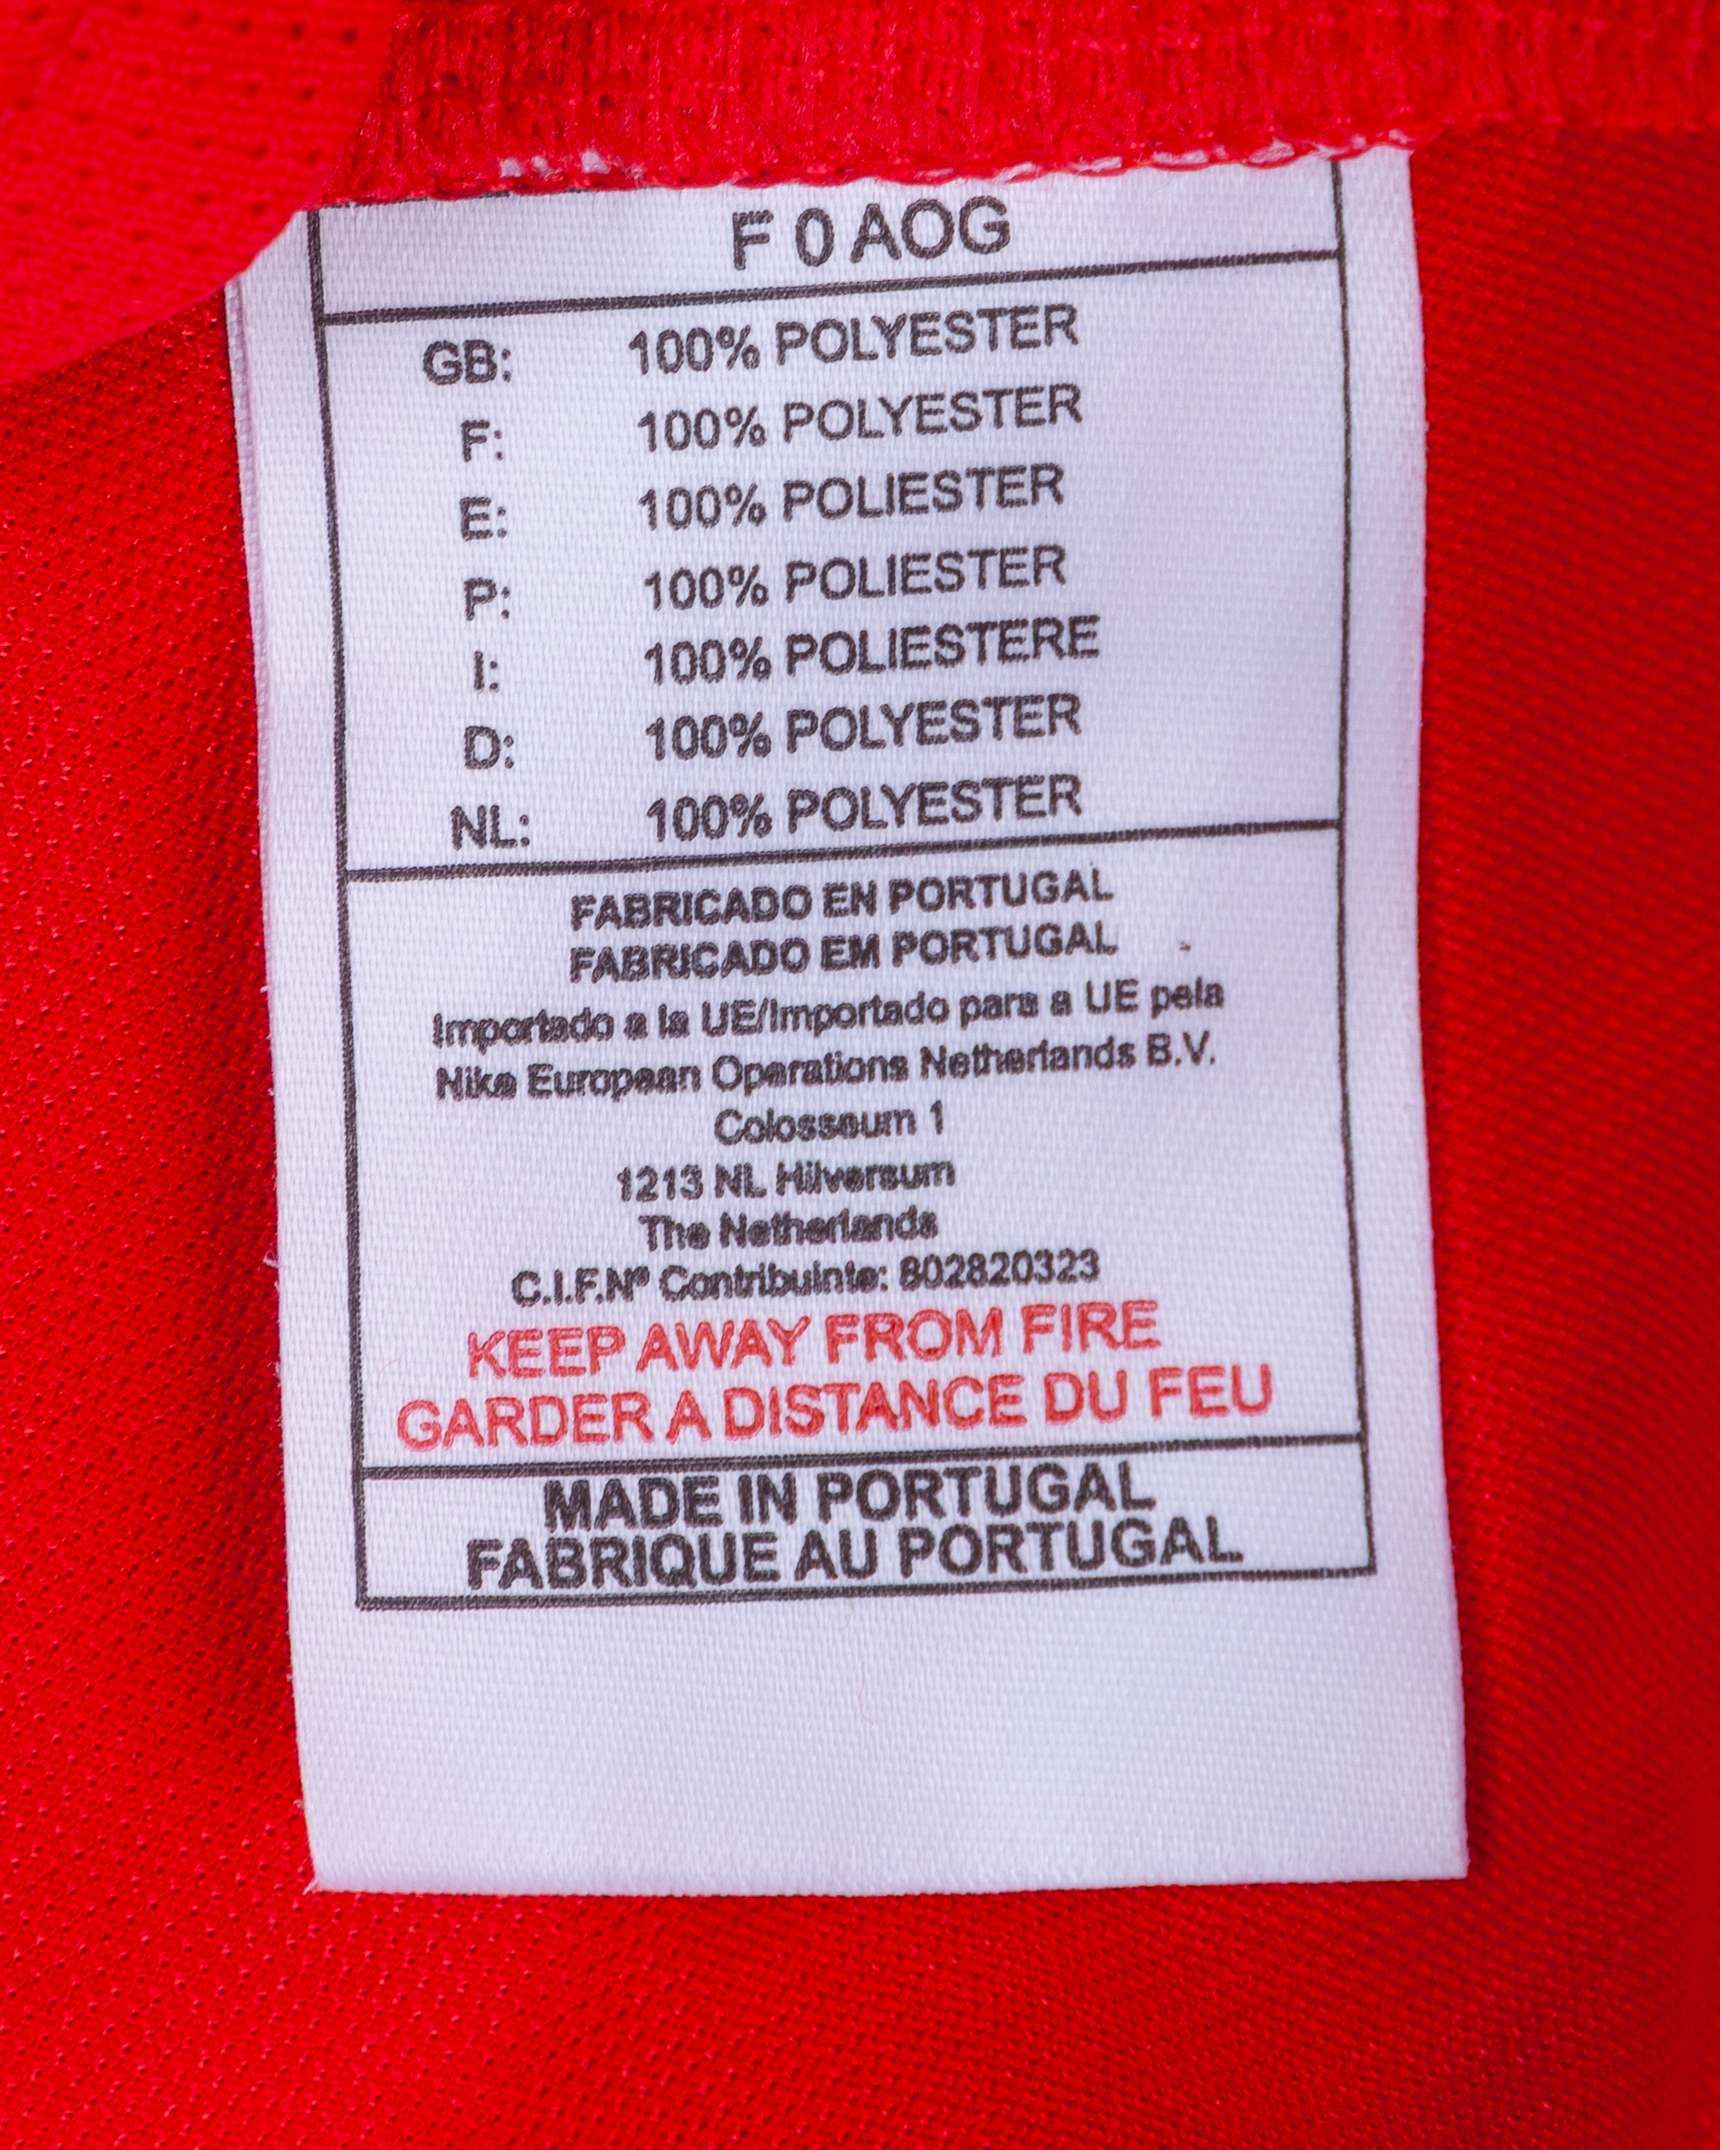 F 0 AOG
GB: 100% POLYESTER
F: 100% POLYESTER
E: 100% POLIESTER
P: 100% POLIESTER
I: 100% POLIESTERE
D: 100% POLYESTER
NL: 100% POLYESTER
FABRICADO EN PORTUGAL
FABRICADO EM PORTUGAL
Importado a la UE/Importado para a UE pela
Nike European Operations Netherlands B.V.
Colosseum 1
1213 NL Hilversum
The Netherlands
C.I.F.Nº Contribuinte: 802820323
KEEP AWAY FROM FIRE
GARDER A DISTANCE DU FEU
MADE IN PORTUGAL
FABRIQUE AU PORTUGAL